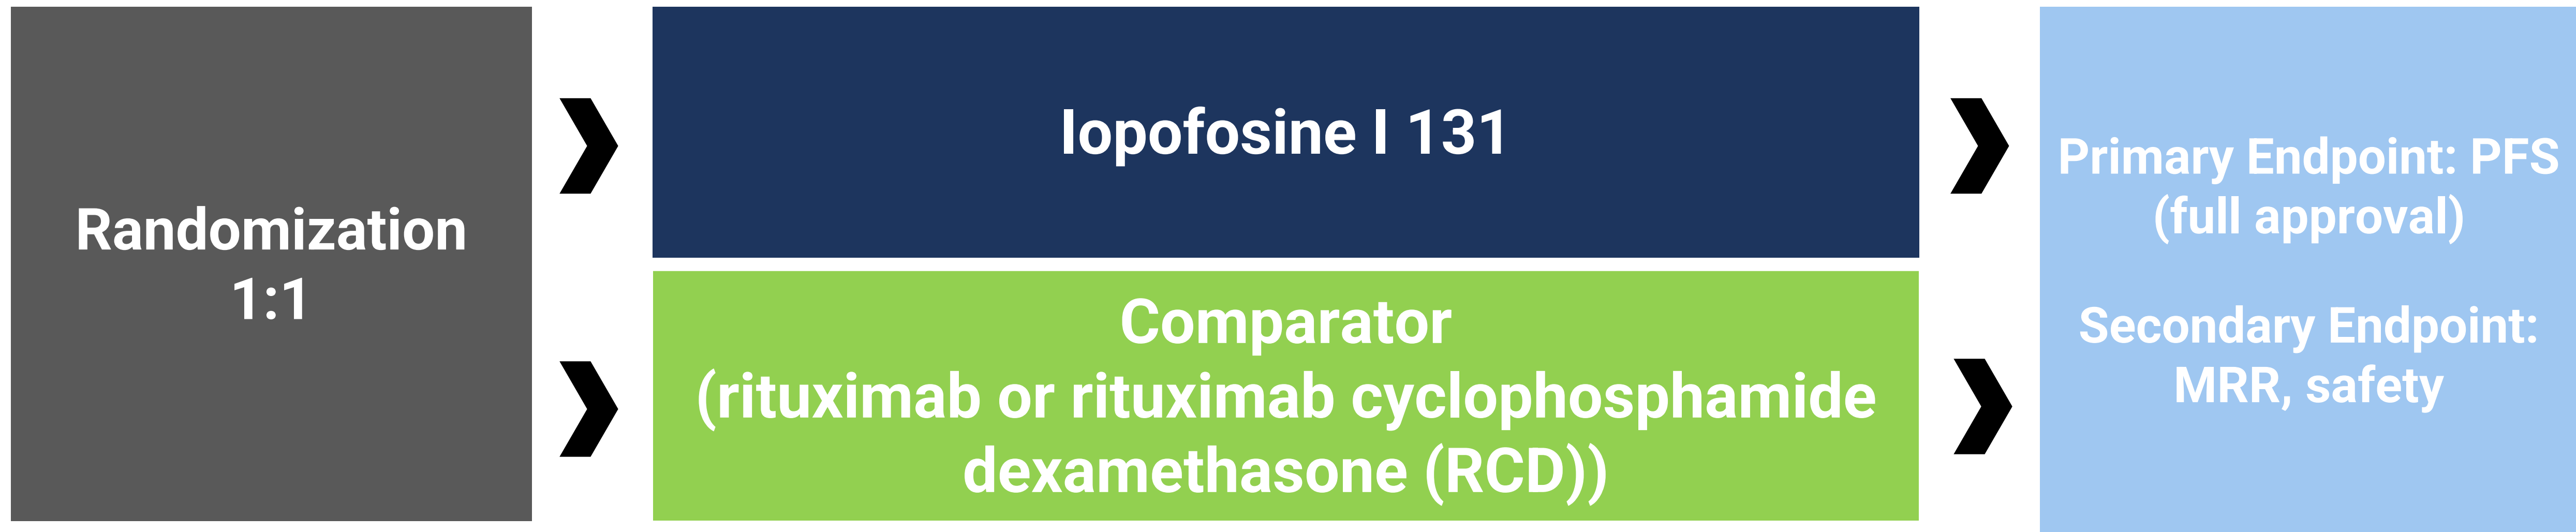 Randomization
1:1
Iopofosine I 131
Comparator
(rituximab or rituximab cyclophosphamide
dexamethasone (RCD))
Primary Endpoint: PFS
(full approval)
Secondary Endpoint:
MRR, safety